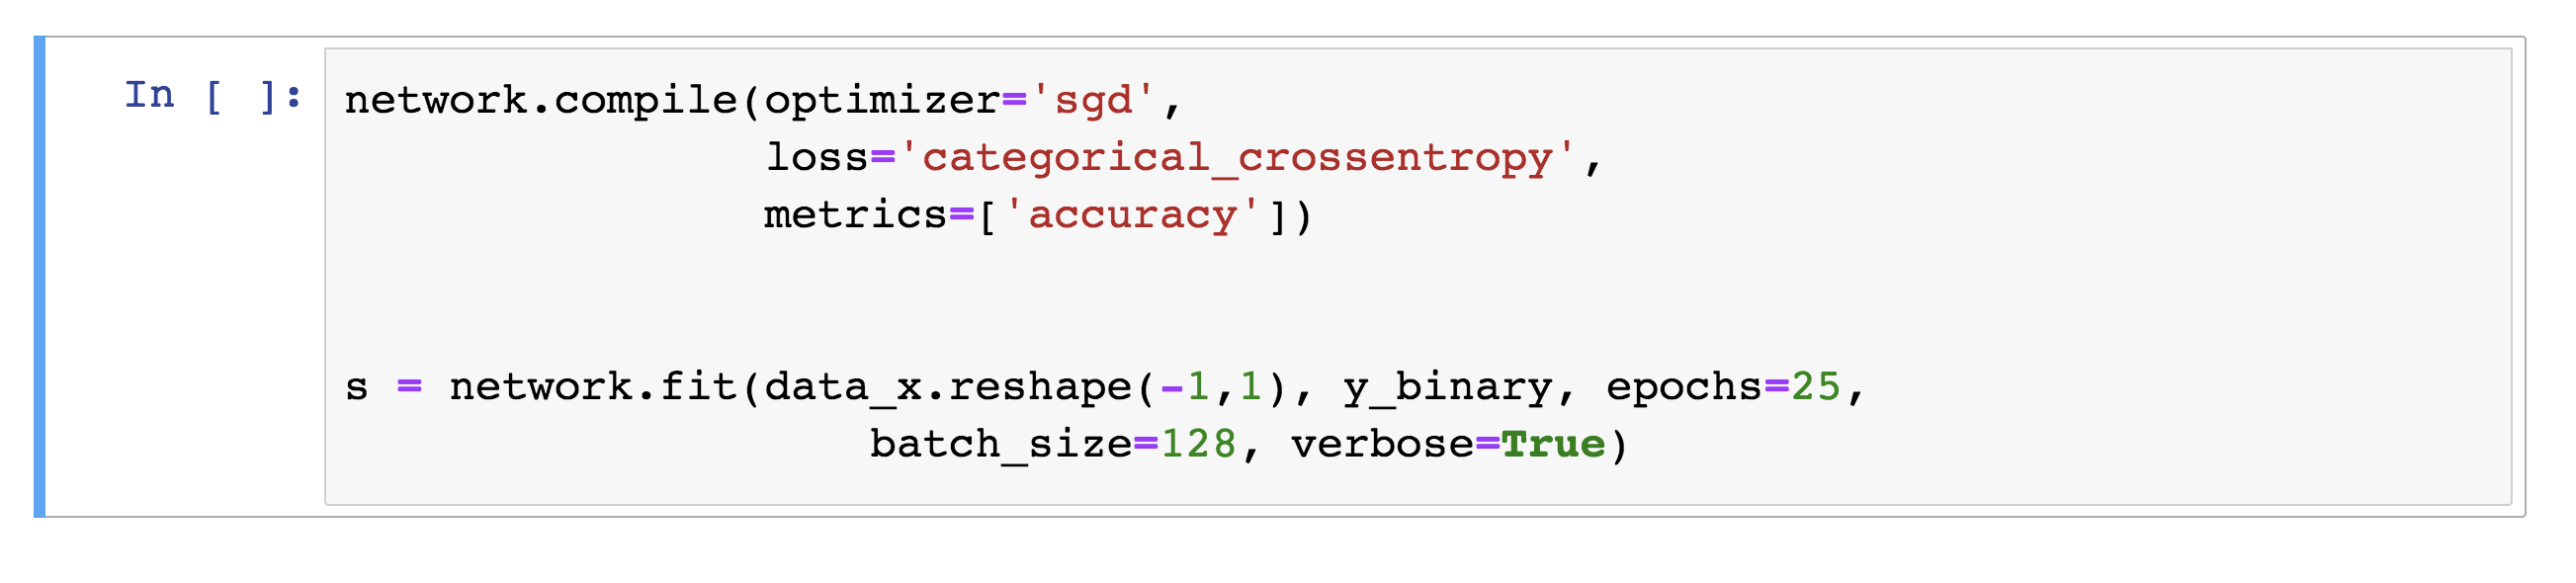 In [ ]: network.compile(optimizer='sgd',
loss='categorical_crossentropy',
metrics=['accuracy'])
s = network.fit(data_x.reshape(-1,1), y_binary, epochs=25,
batch_size=128, verbose=True)